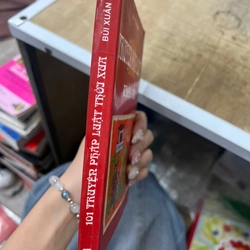 BÙI XUÂN
101 TRUYỆN PHÁP LUẬT THỜI XƯA